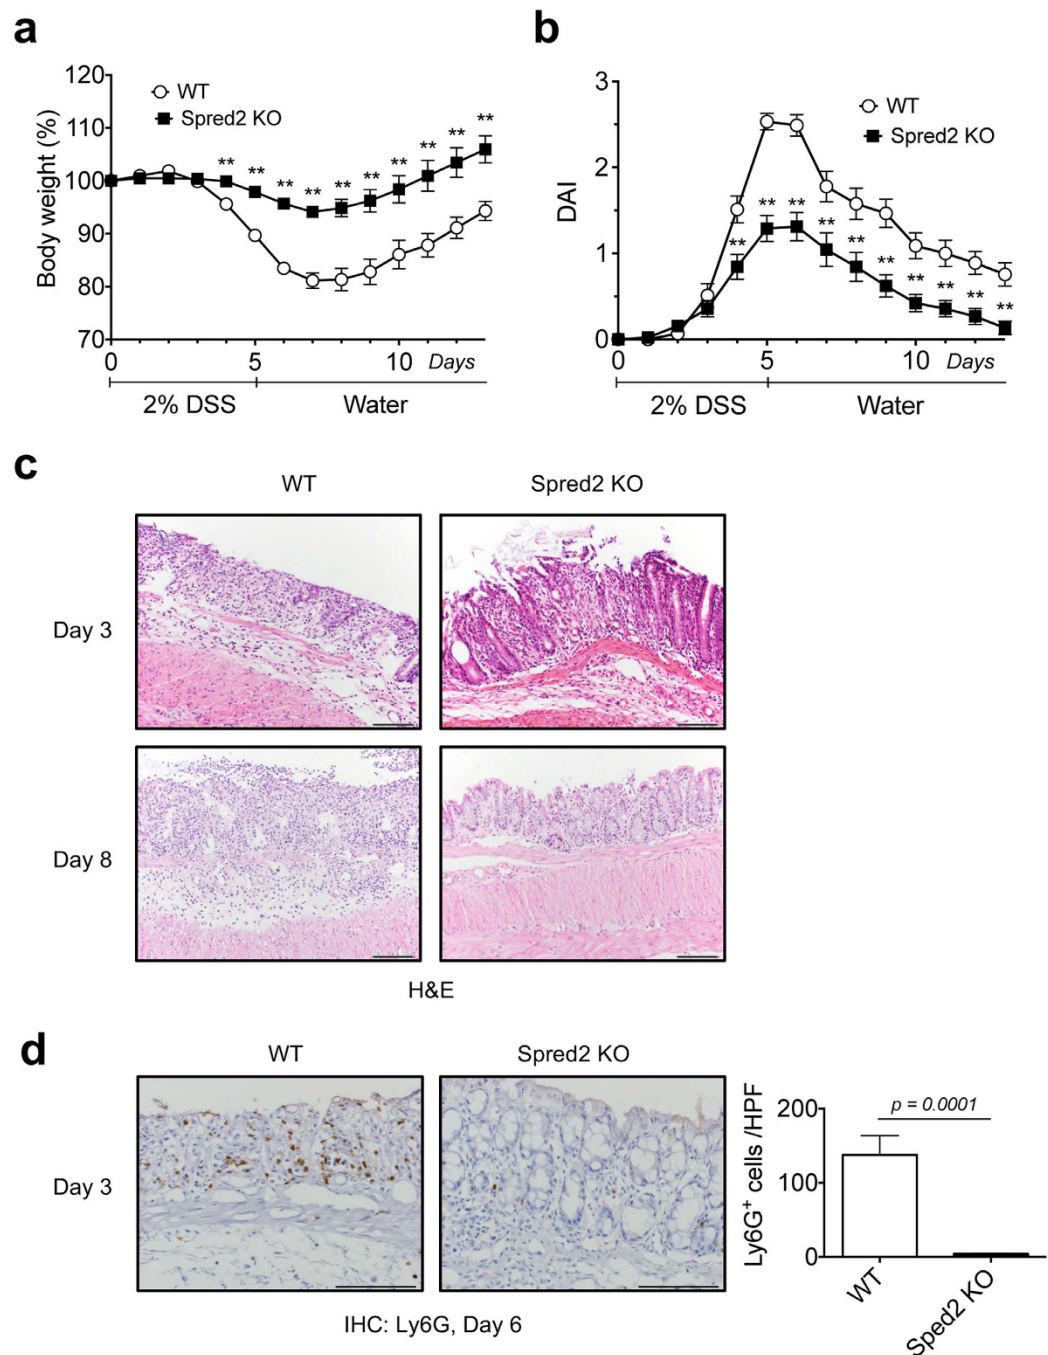 a
120
110
100
90
80
70
Body weight (%)
WT
Spred2 KO
** ** ** ** ** ** ** ** ** **
0 5 10 Days
2% DSS Water
b
3
2
1
0
DAI
WT
Spred2 KO
** ** ** ** ** ** ** ** ** **
0 5 10 Days
2% DSS Water
c
WT Spred2 KO
Day 3
Day 8
H&E
d
WT Spred2 KO
Day 3
IHC: Ly6G, Day 6
Ly6G⁺ cells /HPF
200
100
0
p = 0.0001
WT
Sped2 KO